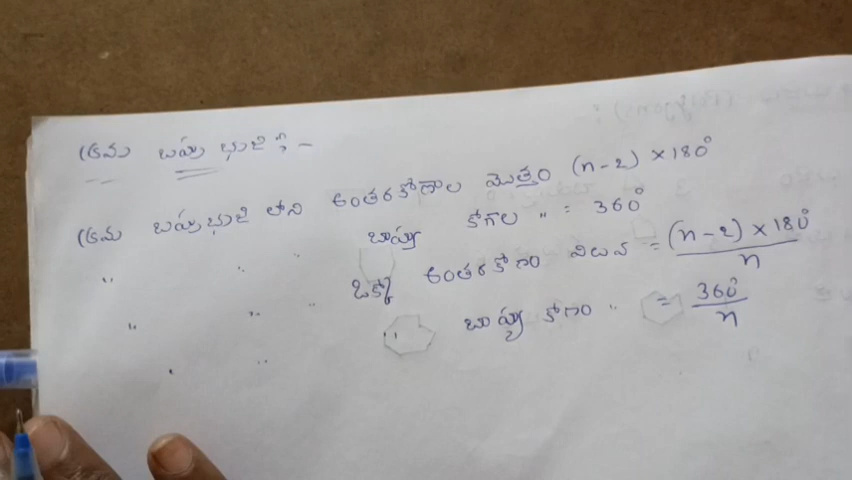 క్రమ బహు భుజి :-
క్రమ బహుభుజి లోని అంతరకోణాల మొత్తం (n-2) × 180°
" " " బాహ్య కోణాల " = 360°
" " " ఒక్కో అంతరకోణం విలువ = (n-2) × 180° / n
" " బాహ్య కోణం " = 360° / n